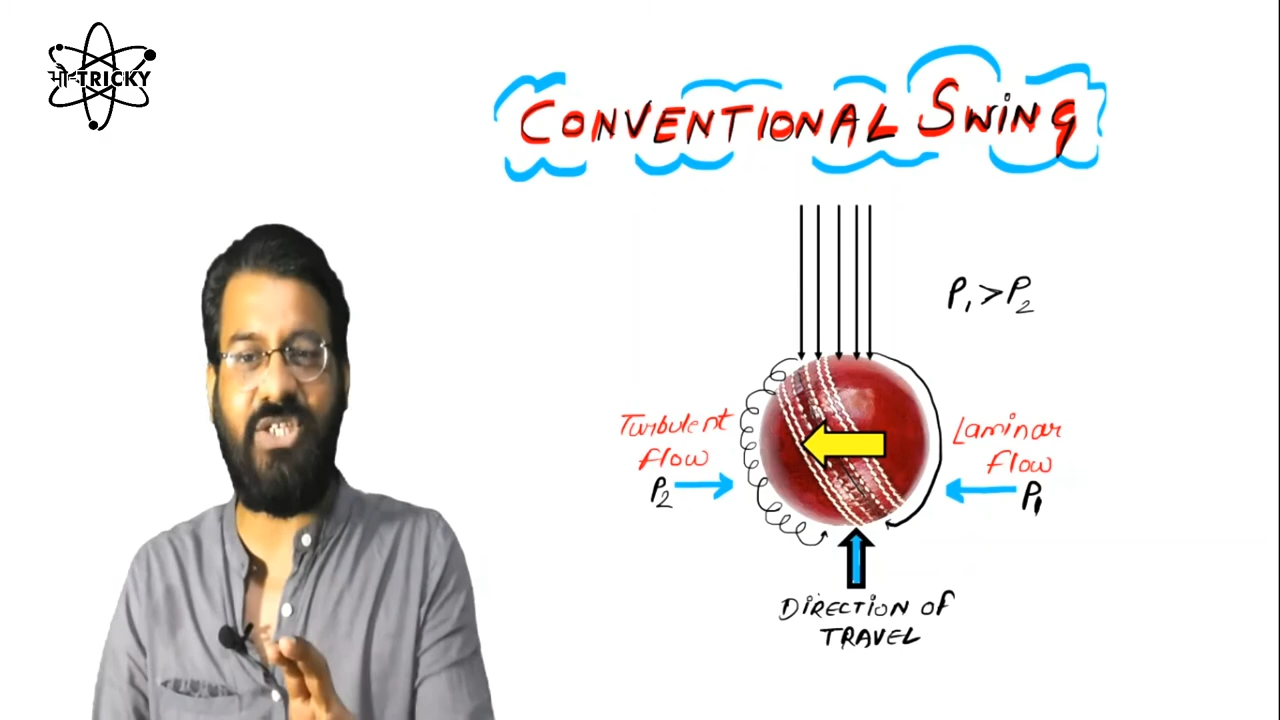 भौ-TRICKY
CONVENTIONAL SWING
P1 > P2
Turbulent
flow
P2
Laminar
flow
P1
DIRECTION OF
TRAVEL